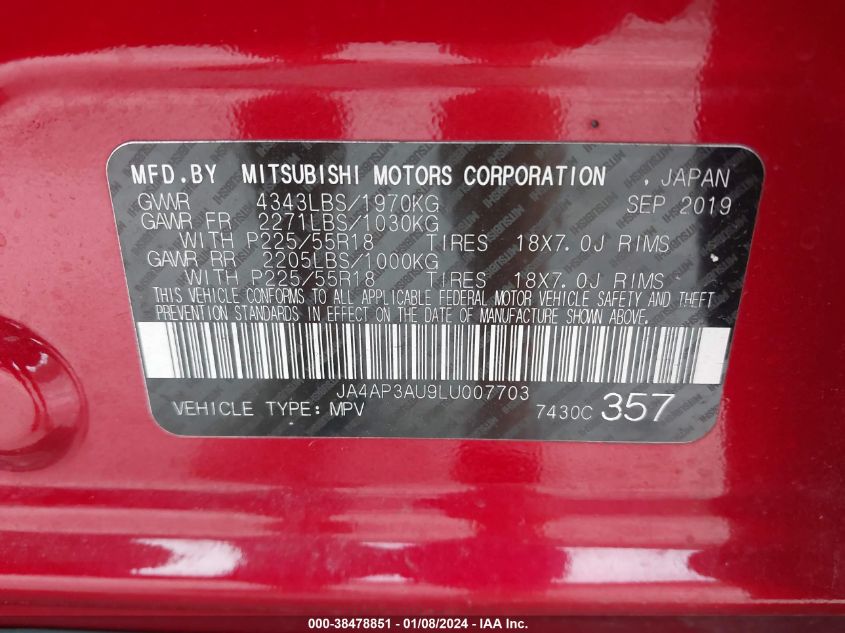 MFD.BY MITSUBISHI MOTORS CORPORATION , JAPAN
GVWR 4343LBS/1970KG SEP 2019
GAWR FR 2271LBS/1030KG
WITH P225/55R18 TIRES 18X7.0J RIMS
GAWR RR 2205LBS/1000KG
WITH P225/55R18 TIRES 18X7.0J RIMS
THIS VEHICLE CONFORMS TO ALL APPLICABLE FEDERAL MOTOR VEHICLE SAFETY AND THEFT
PREVENTION STANDARDS IN EFFECT ON THE DATE OF MANUFACTURE SHOWN ABOVE.
JA4AP3AU9LU007703
VEHICLE TYPE: MPV 7430C 357
000-38478851 - 01/08/2024 - IAA Inc.